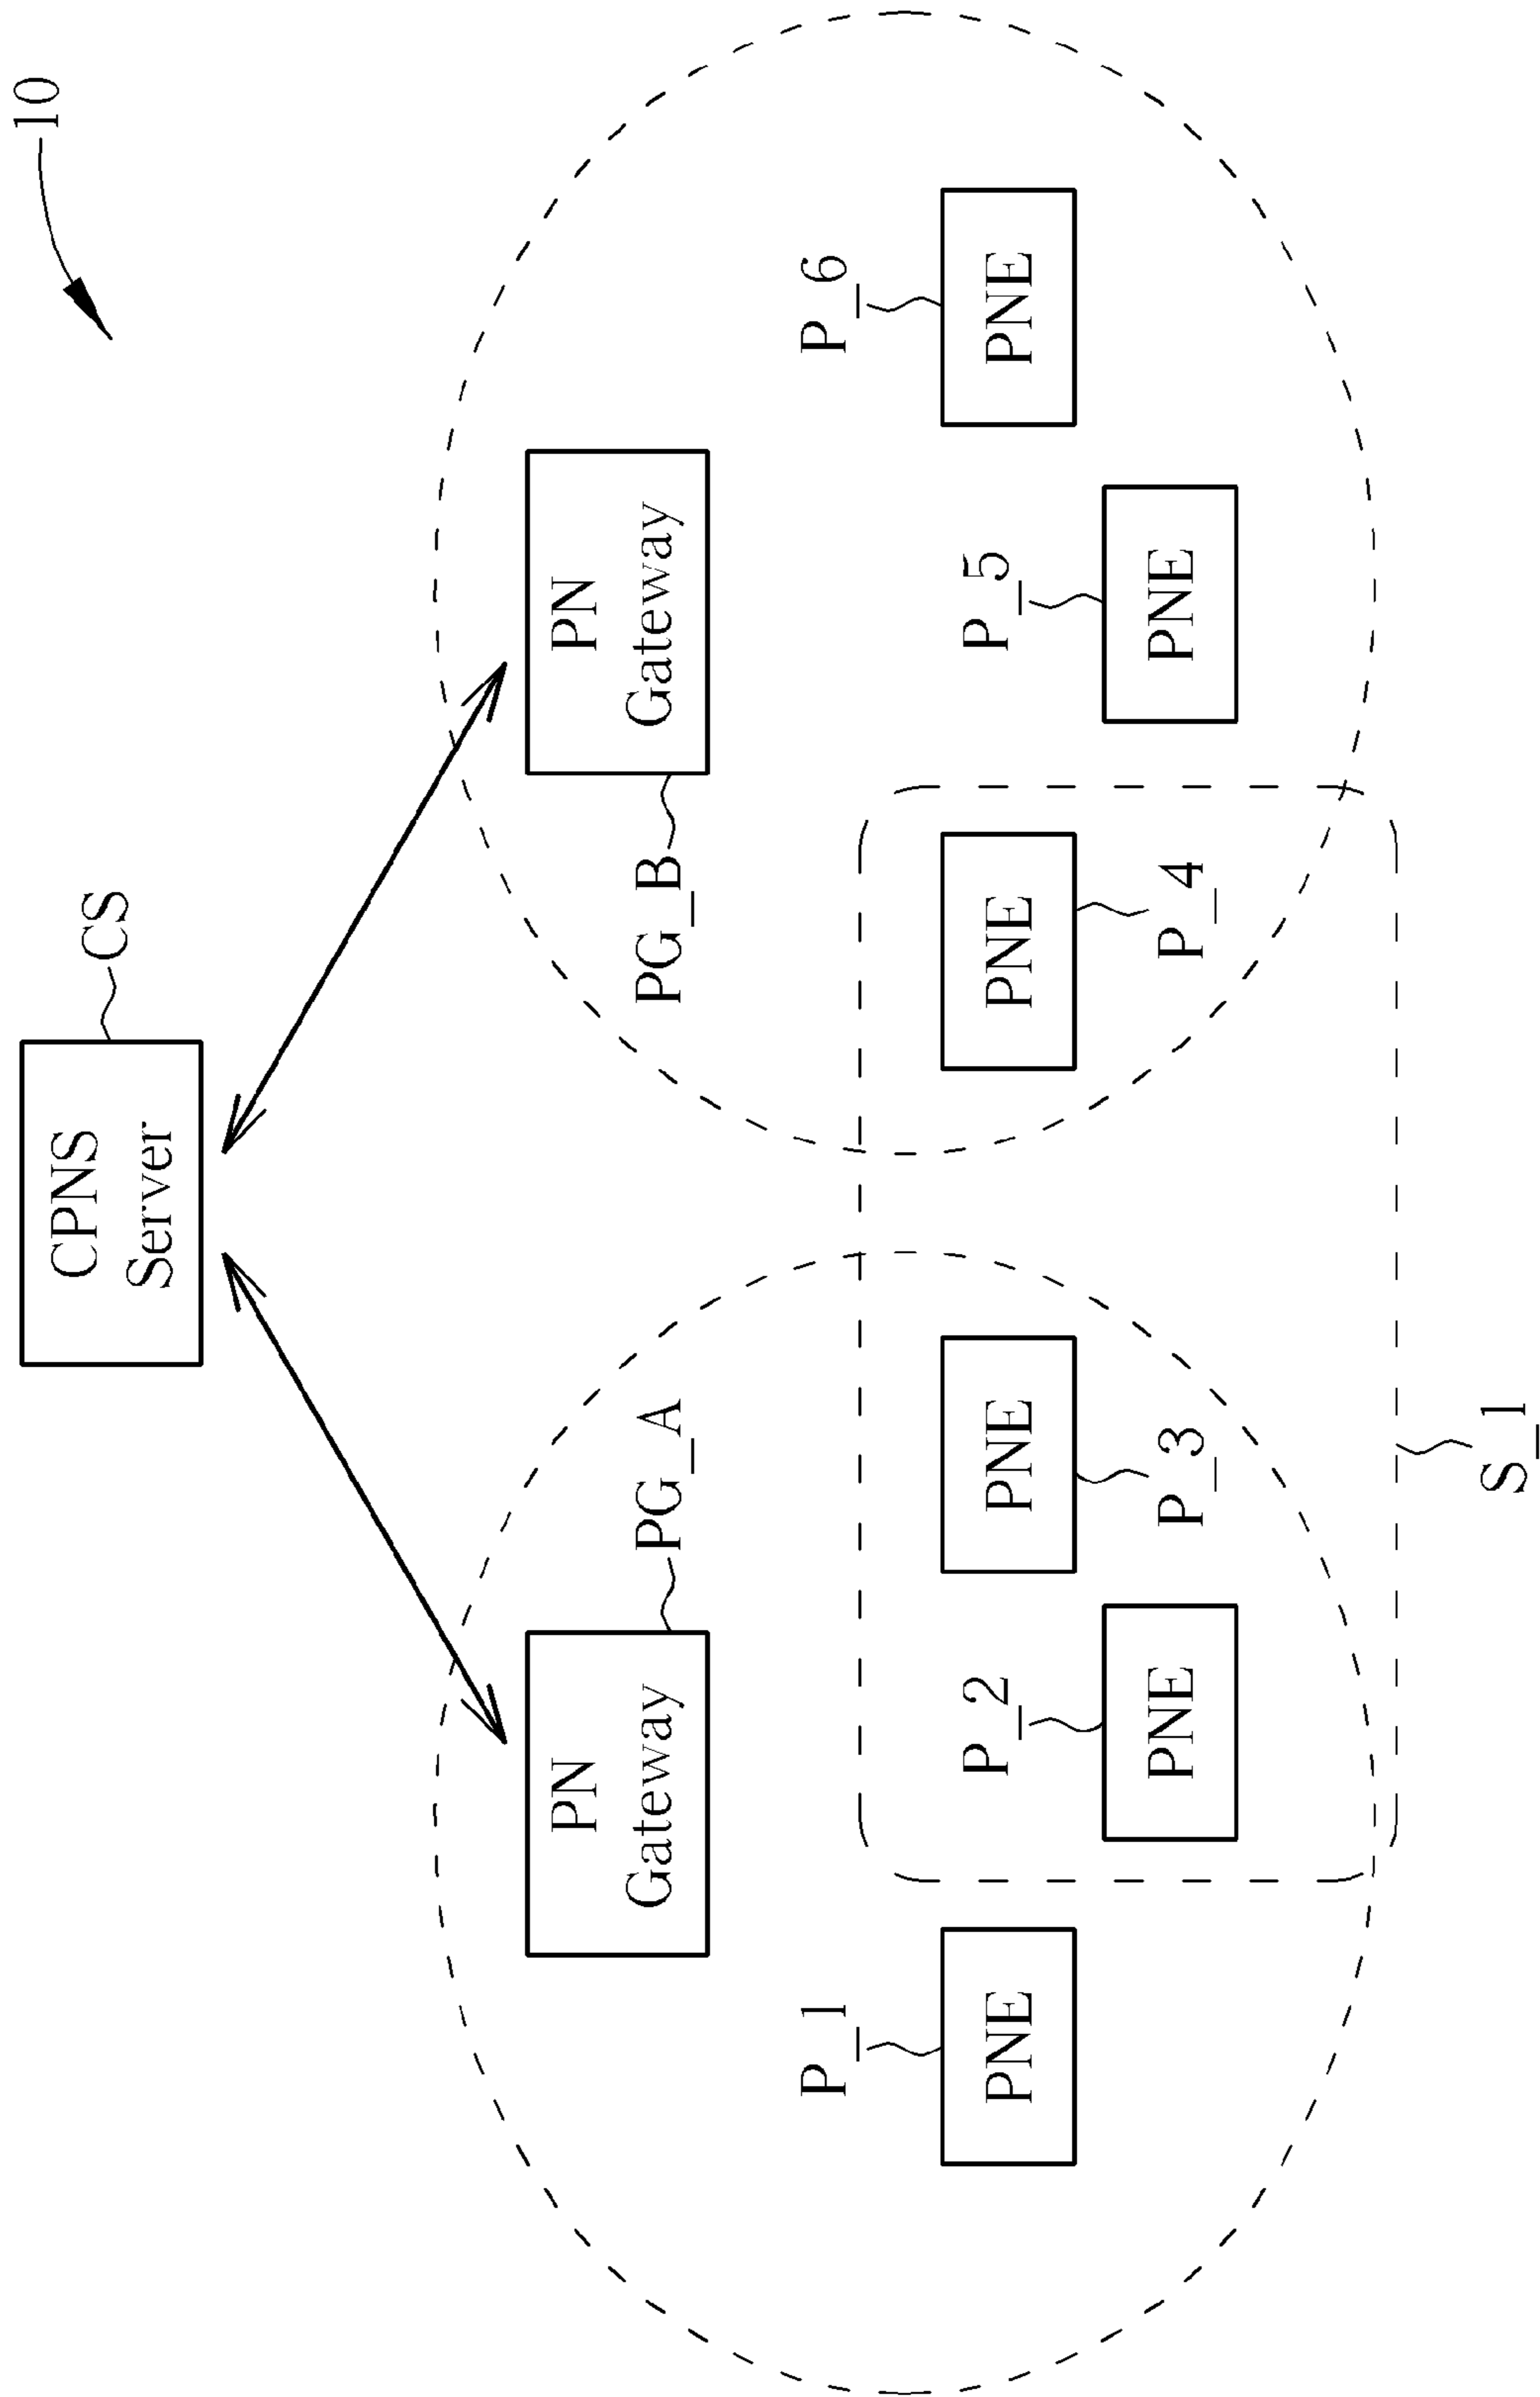 10
CPNS
Server
CS
PN
Gateway
PG_A
PN
Gateway
PG_B
P_1
PNE
P_2
PNE
PNE
P_3
PNE
P_4
P_5
PNE
P_6
PNE
S_1